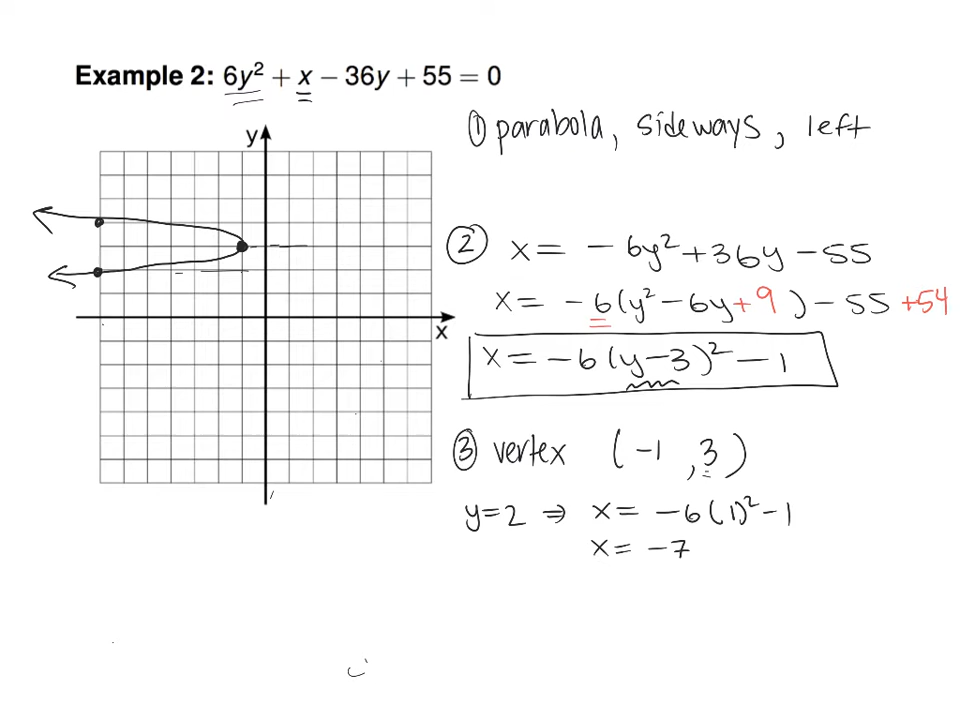 Example 2: 6y² + x − 36y + 55 = 0
① parabola, sideways, left
y
x
② x = − 6y² + 36y − 55
x = − 6(y² − 6y + 9 ) − 55 + 54
x = −6(y−3)² − 1
③ vertex (−1 , 3)
y=2 ⇒ x = −6(1)² − 1
x = −7